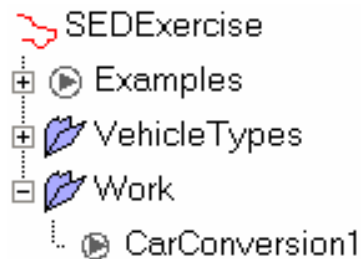 SEDExercise
Examples
VehicleTypes
Work
CarConversion1